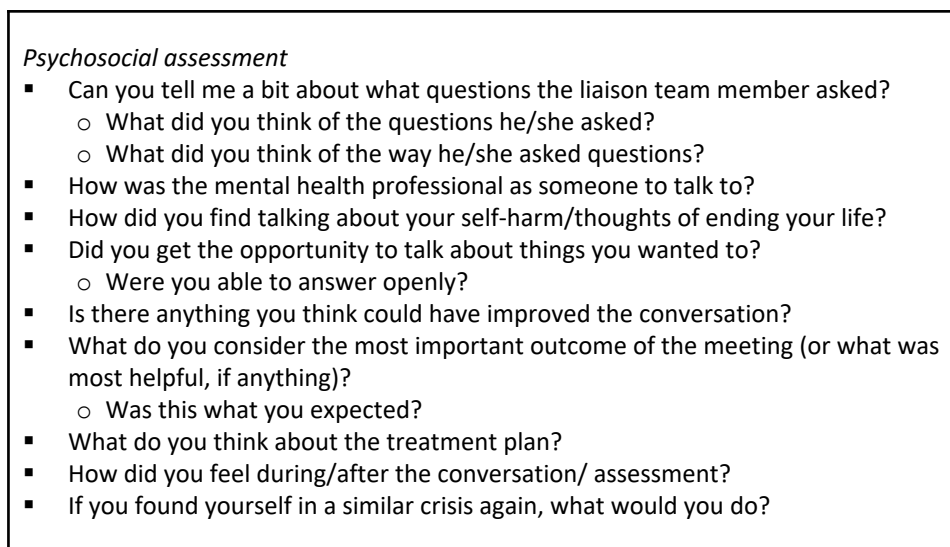 Psychosocial assessment
▪ Can you tell me a bit about what questions the liaison team member asked?
o What did you think of the questions he/she asked?
o What did you think of the way he/she asked questions?
▪ How was the mental health professional as someone to talk to?
▪ How did you find talking about your self-harm/thoughts of ending your life?
▪ Did you get the opportunity to talk about things you wanted to?
o Were you able to answer openly?
▪ Is there anything you think could have improved the conversation?
▪ What do you consider the most important outcome of the meeting (or what was
most helpful, if anything)?
o Was this what you expected?
▪ What do you think about the treatment plan?
▪ How did you feel during/after the conversation/ assessment?
▪ If you found yourself in a similar crisis again, what would you do?